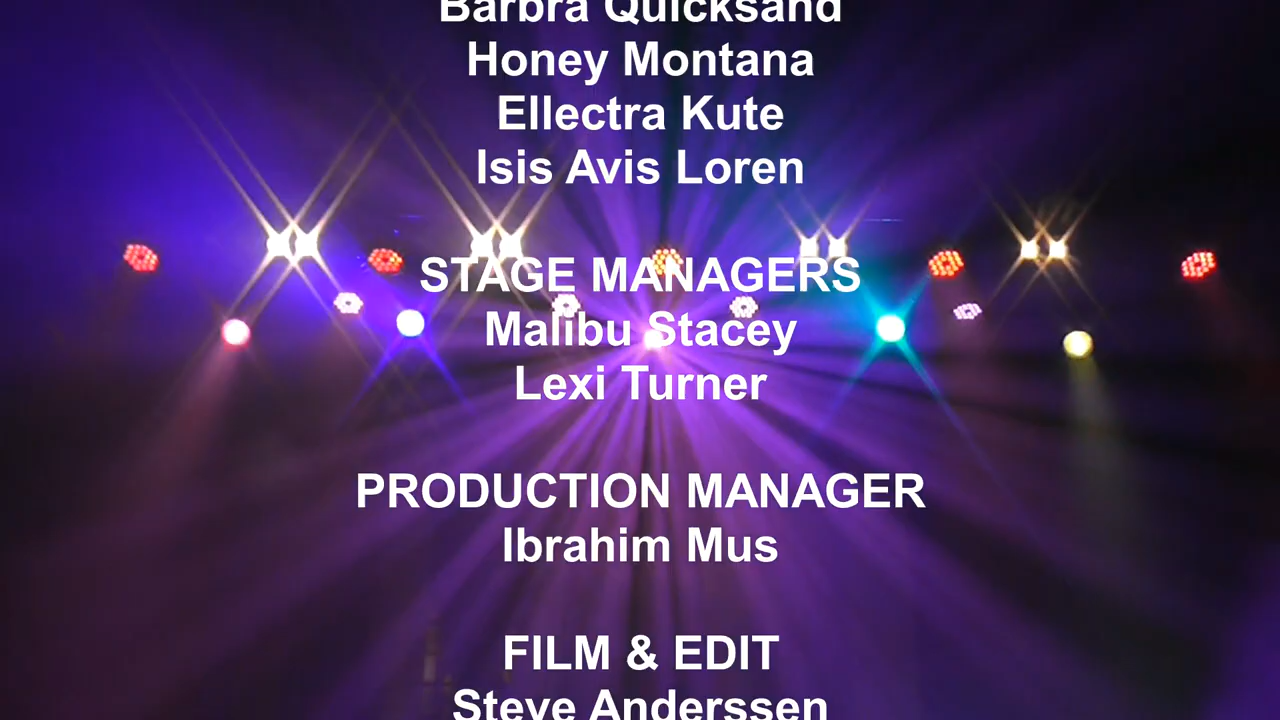 Barbra Quicksand
Honey Montana
Ellectra Kute
Isis Avis Loren
STAGE MANAGERS
Malibu Stacey
Lexi Turner
PRODUCTION MANAGER
Ibrahim Mus
FILM & EDIT
Steve Anderssen